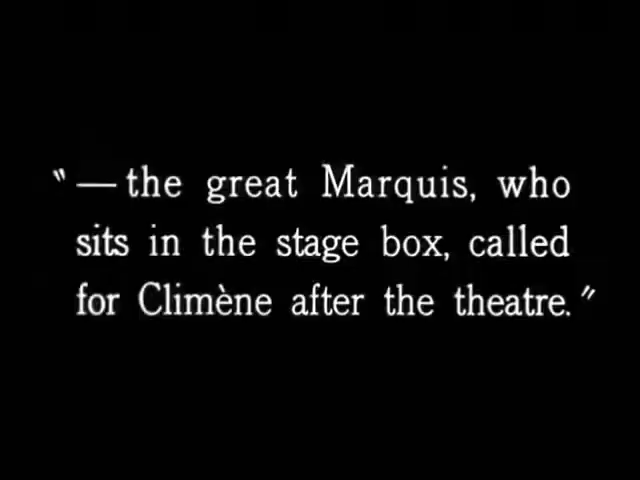 "—the great Marquis, who
sits in the stage box, called
for Climène after the theatre."